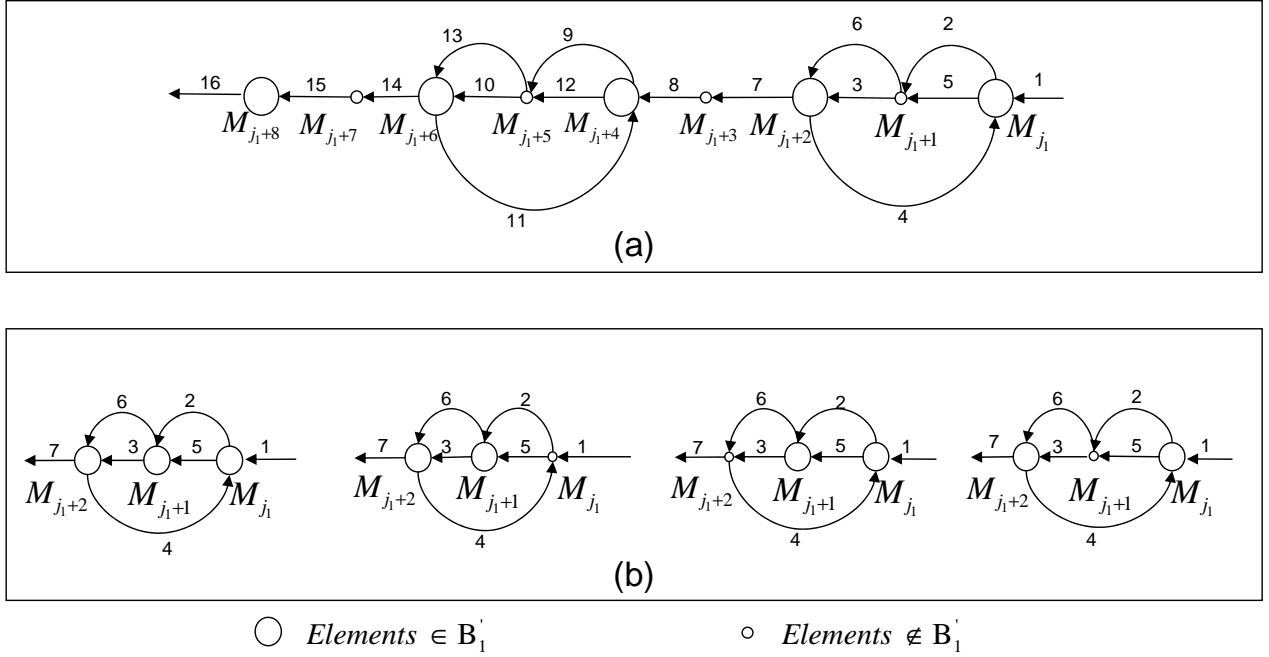 13 9 6 2
16 15 14 10 12 8 7 3 5 1
M_{j_1+8} M_{j_1+7} M_{j_1+6} M_{j_1+5} M_{j_1+4} M_{j_1+3} M_{j_1+2} M_{j_1+1} M_{j_1}
11 4
(a)
6 2 6 2 6 2 6 2
7 3 5 1 7 3 5 1 7 3 5 1 7 3 5 1
M_{j_1+2} M_{j_1+1} M_{j_1} M_{j_1+2} M_{j_1+1} M_{j_1} M_{j_1+2} M_{j_1+1} M_{j_1} M_{j_1+2} M_{j_1+1} M_{j_1}
4 4 4 4
(b)
Elements ∈ B_1^' Elements ∉ B_1^'